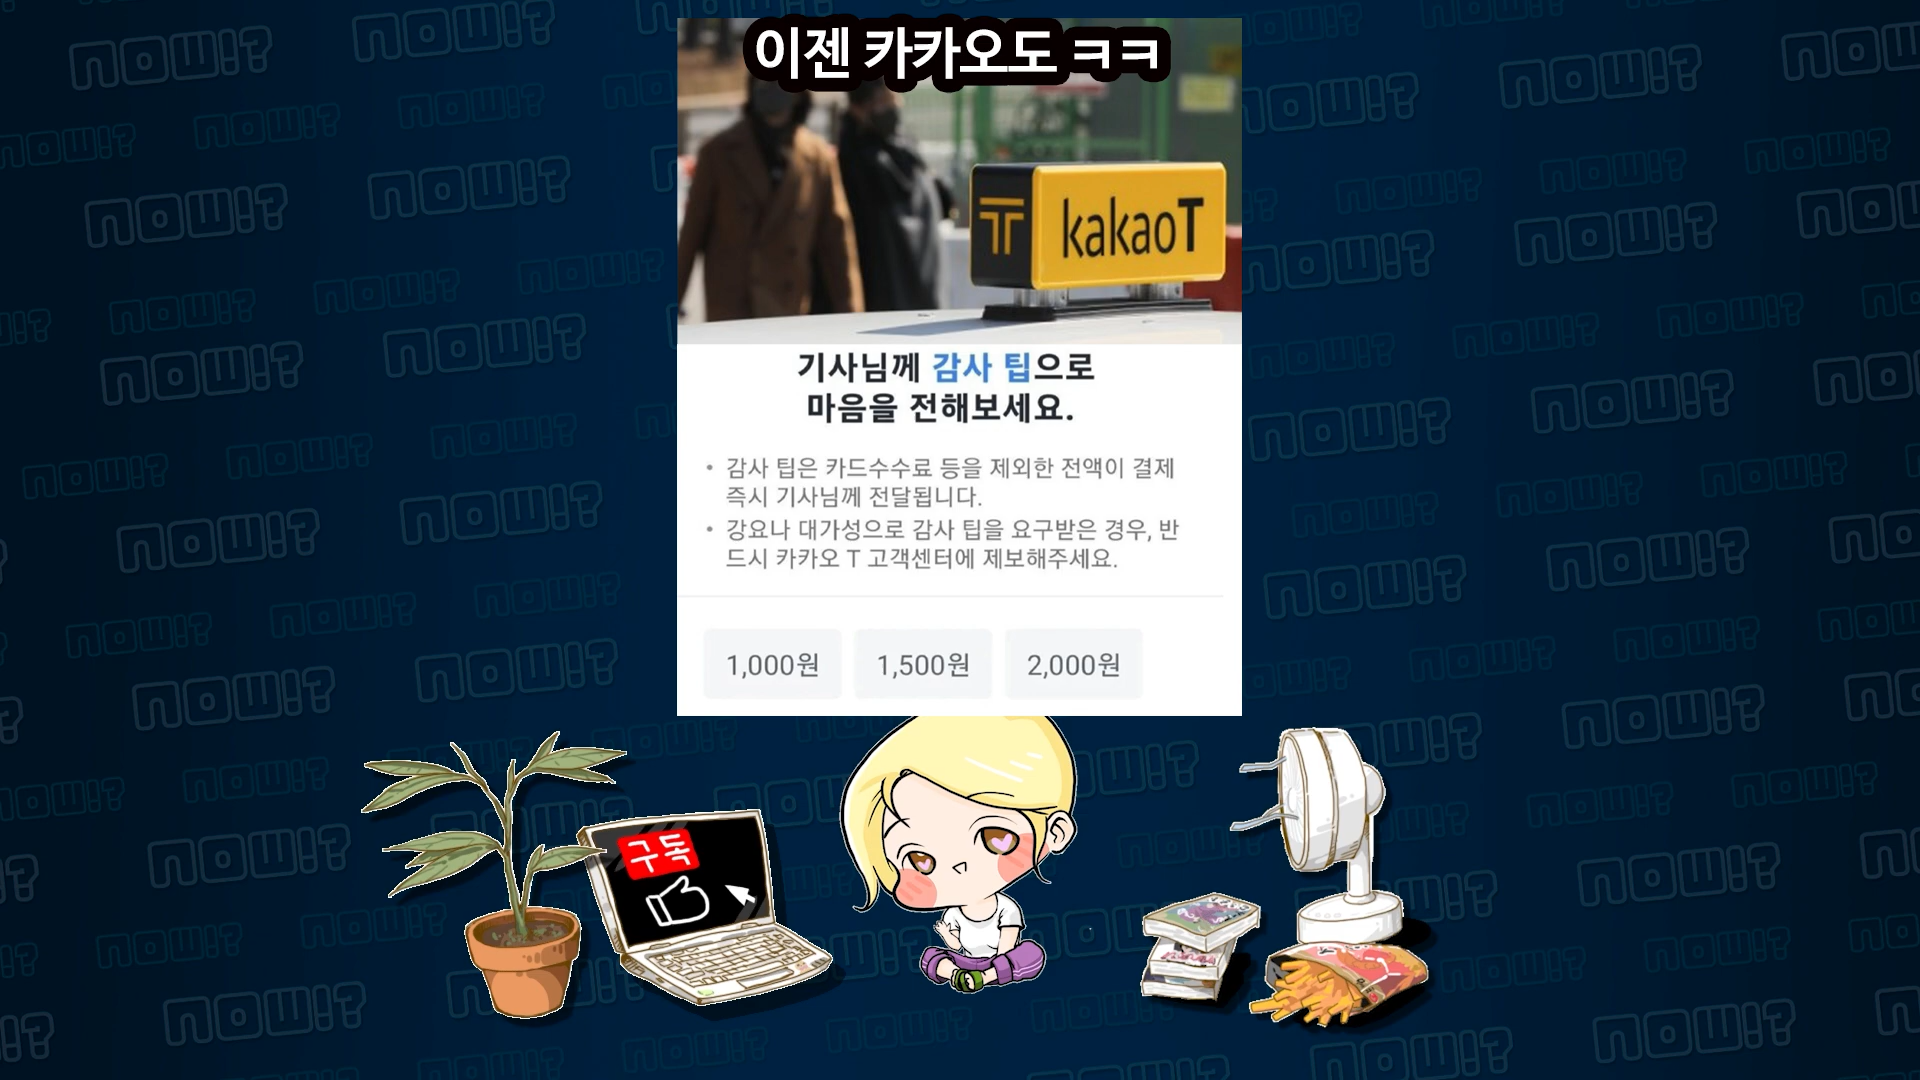 이젠 카카오도 ㅋㅋ
kakaoT
기사님께 감사 팁으로
마음을 전해보세요.
• 감사 팁은 카드수수료 등을 제외한 전액이 결제
즉시 기사님께 전달됩니다.
• 강요나 대가성으로 감사 팁을 요구받은 경우, 반
드시 카카오 T 고객센터에 제보해주세요.
1,000원 1,500원 2,000원
구독
now!?